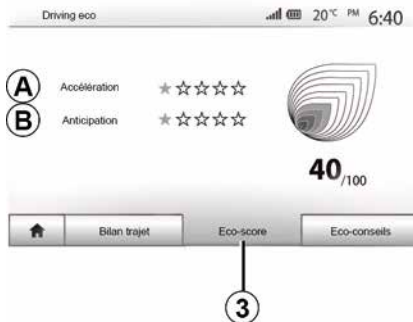 Driving eco 20°C PM 6:40
A Accélération
B Anticipation
40/100
Bilan trajet Eco-score Eco-conseils
3